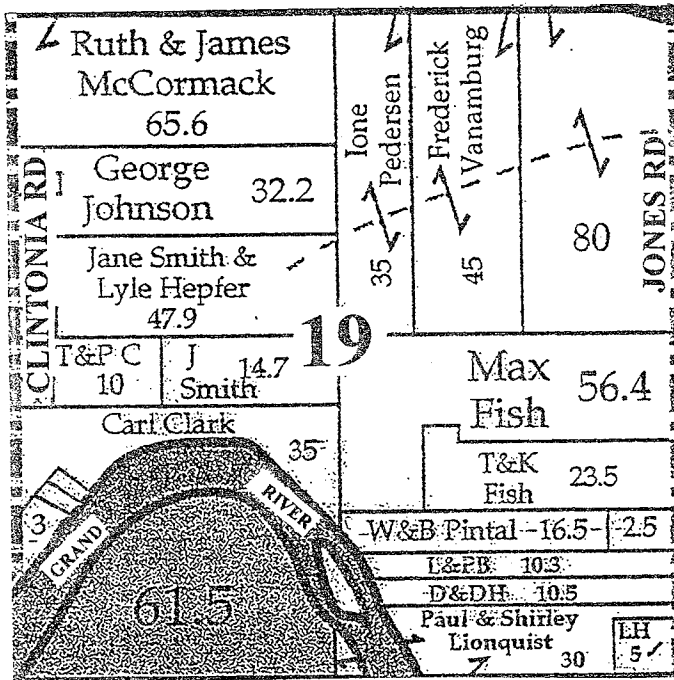 Ruth & James
McCormack
65.6
George
Johnson
32.2
Jane Smith &
Lyle Hepfer
47.9
T&P C
10
J
Smith
14.7
CLINTONIA RD
Ione
Pedersen
35
Frederick
Vanamburg
45
80
JONES RD
19
Max
Fish
56.4
T&K
Fish
23.5
Carl Clark
35
3
GRAND
RIVER
61.5
W&B Pintal 16.5
2.5
L&PB 10.3
D&DH 10.5
Paul & Shirley
Lionquist
30
LH
5